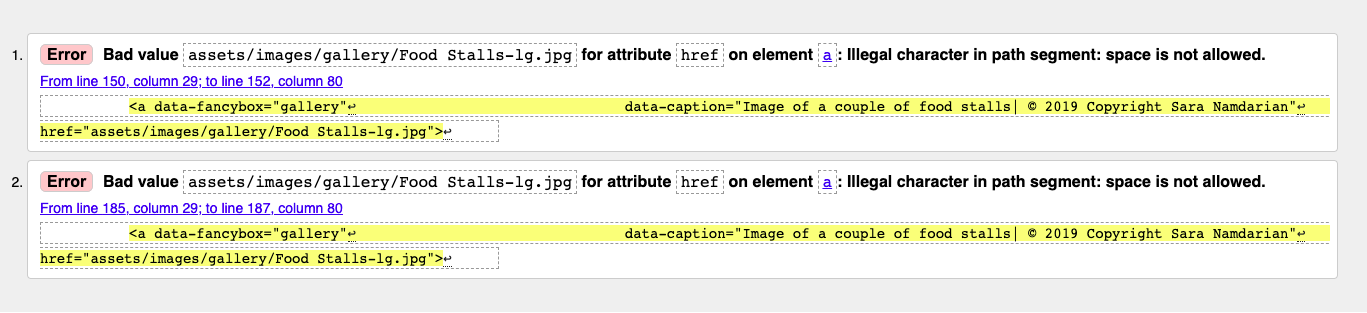 1. Error Bad value assets/images/gallery/Food Stalls-lg.jpg for attribute href on element a: Illegal character in path segment: space is not allowed.
From line 150, column 29; to line 152, column 80
<a data-fancybox="gallery"↩ data-caption="Image of a couple of food stalls| © 2019 Copyright Sara Namdarian"↩
href="assets/images/gallery/Food Stalls-lg.jpg">↩
2. Error Bad value assets/images/gallery/Food Stalls-lg.jpg for attribute href on element a: Illegal character in path segment: space is not allowed.
From line 185, column 29; to line 187, column 80
<a data-fancybox="gallery"↩ data-caption="Image of a couple of food stalls| © 2019 Copyright Sara Namdarian"↩
href="assets/images/gallery/Food Stalls-lg.jpg">↩